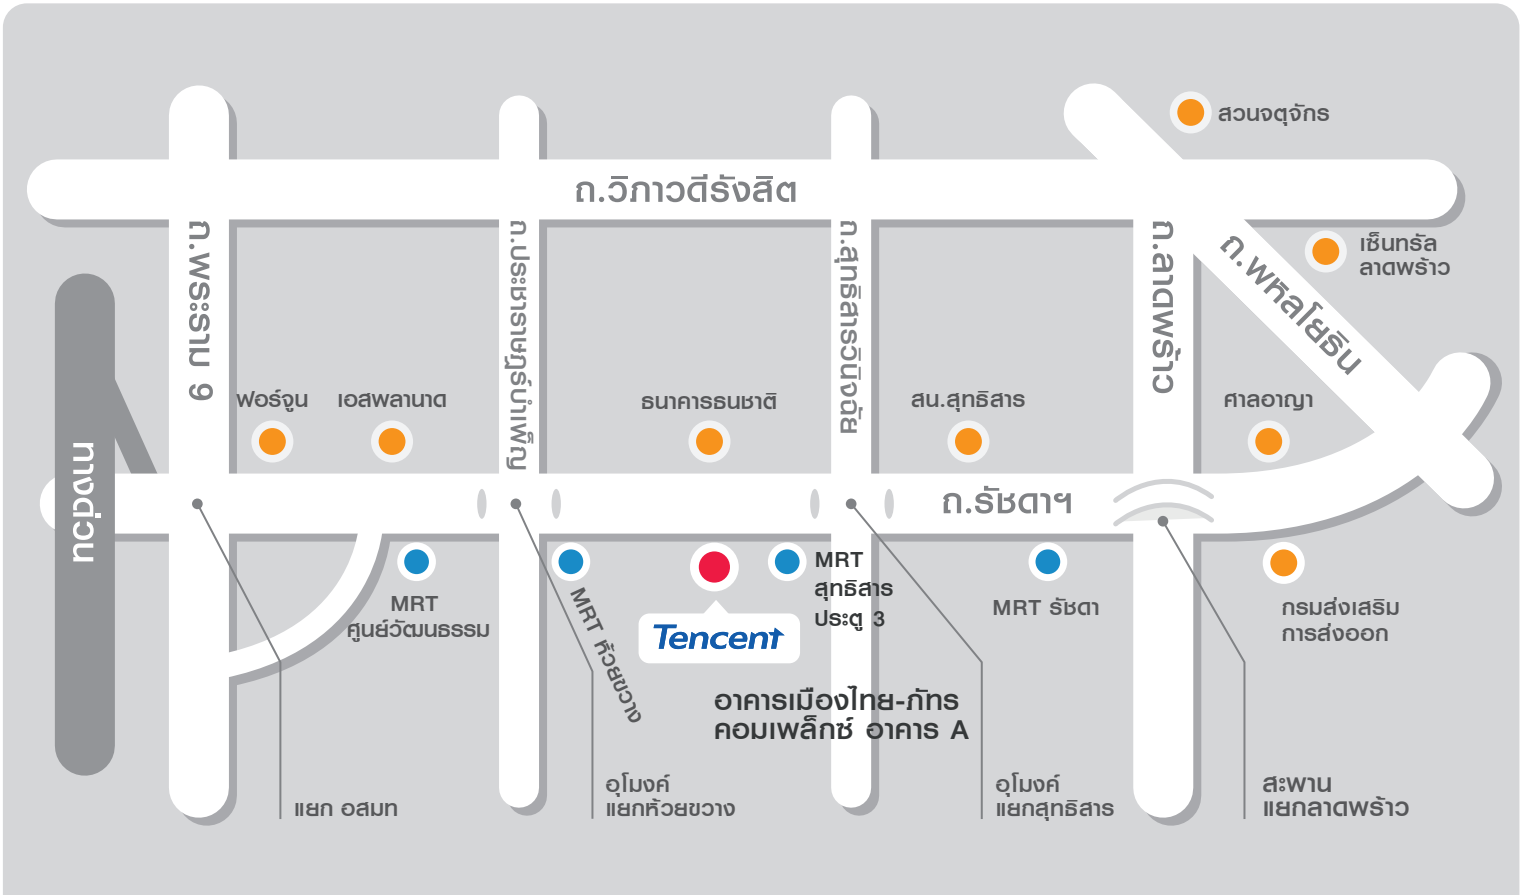 สวนจตุจักร
ถ.วิภาวดีรังสิต
ถ.พระราม 9
ถ.ประชาราษฎร์บำเพ็ญ
ถ.สุทธิสารวินิจฉัย
ถ.ลาดพร้าว
ถ.พหลโยธิน
เซ็นทรัล
ลาดพร้าว
ทางด่วน
ฟอร์จูน
เอสพลานาด
ธนาคารธนชาติ
สน.สุทธิสาร
ศาลอาญา
ถ.รัชดาฯ
MRT
ศูนย์วัฒนธรรม
MRT ห้วยขวาง
Tencent
MRT
สุทธิสาร
ประตู 3
MRT รัชดา
กรมส่งเสริม
การส่งออก
อาคารเมืองไทย-ภัทร
คอมเพล็กซ์ อาคาร A
แยก อสมท
อุโมงค์
แยกห้วยขวาง
อุโมงค์
แยกสุทธิสาร
สะพาน
แยกลาดพร้าว